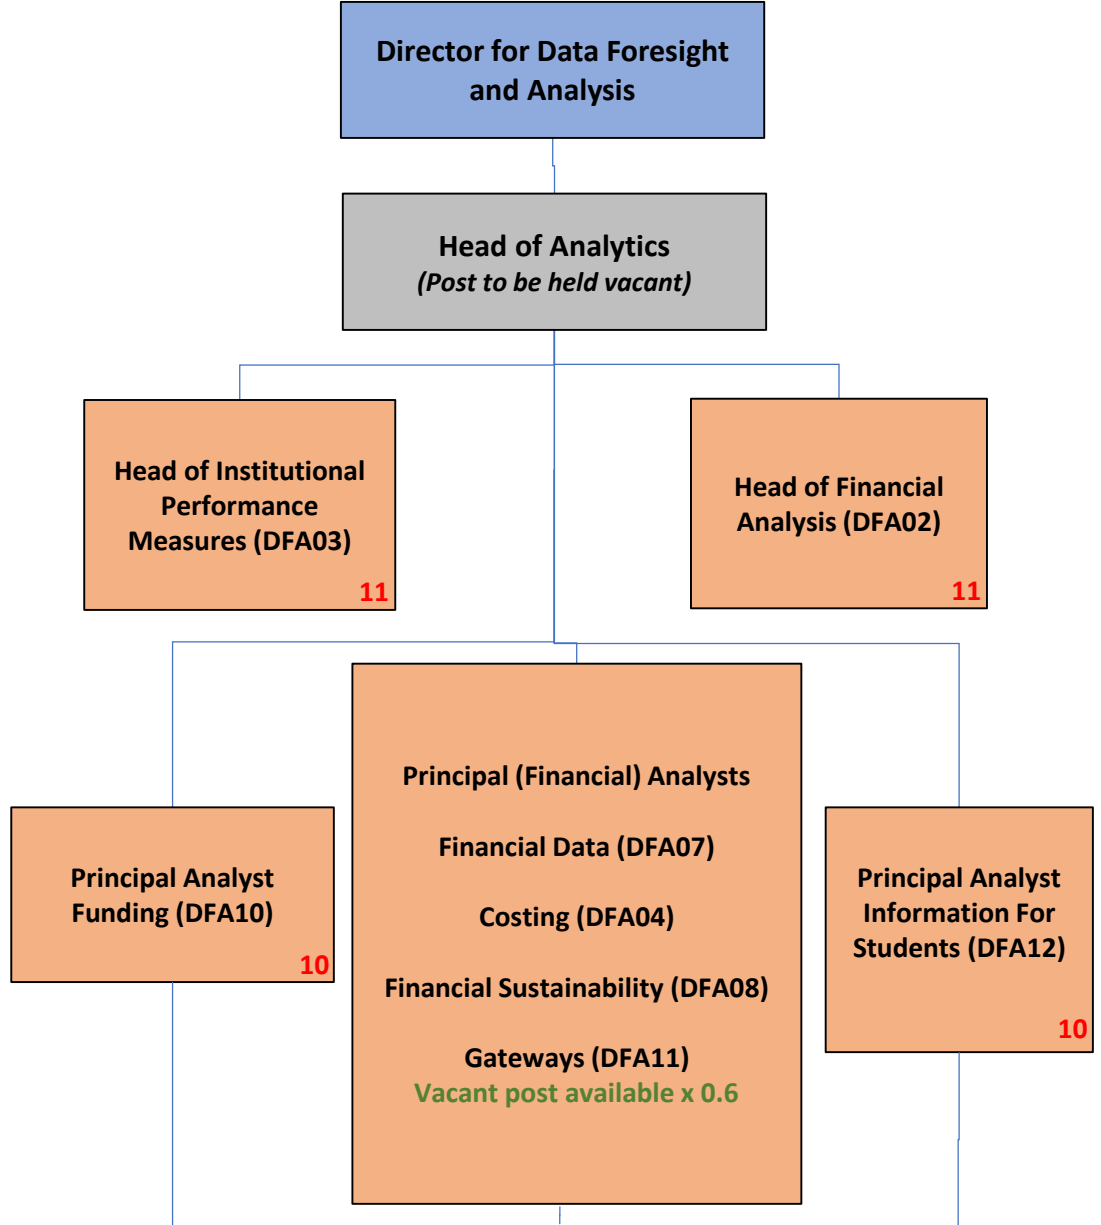 Director for Data Foresight
and Analysis
Head of Analytics
(Post to be held vacant)
Head of Institutional
Performance
Measures (DFA03)
11
Head of Financial
Analysis (DFA02)
11
Principal Analyst
Funding (DFA10)
10
Principal (Financial) Analysts
Financial Data (DFA07)
Costing (DFA04)
Financial Sustainability (DFA08)
Gateways (DFA11)
Vacant post available x 0.6
Principal Analyst
Information For
Students (DFA12)
10